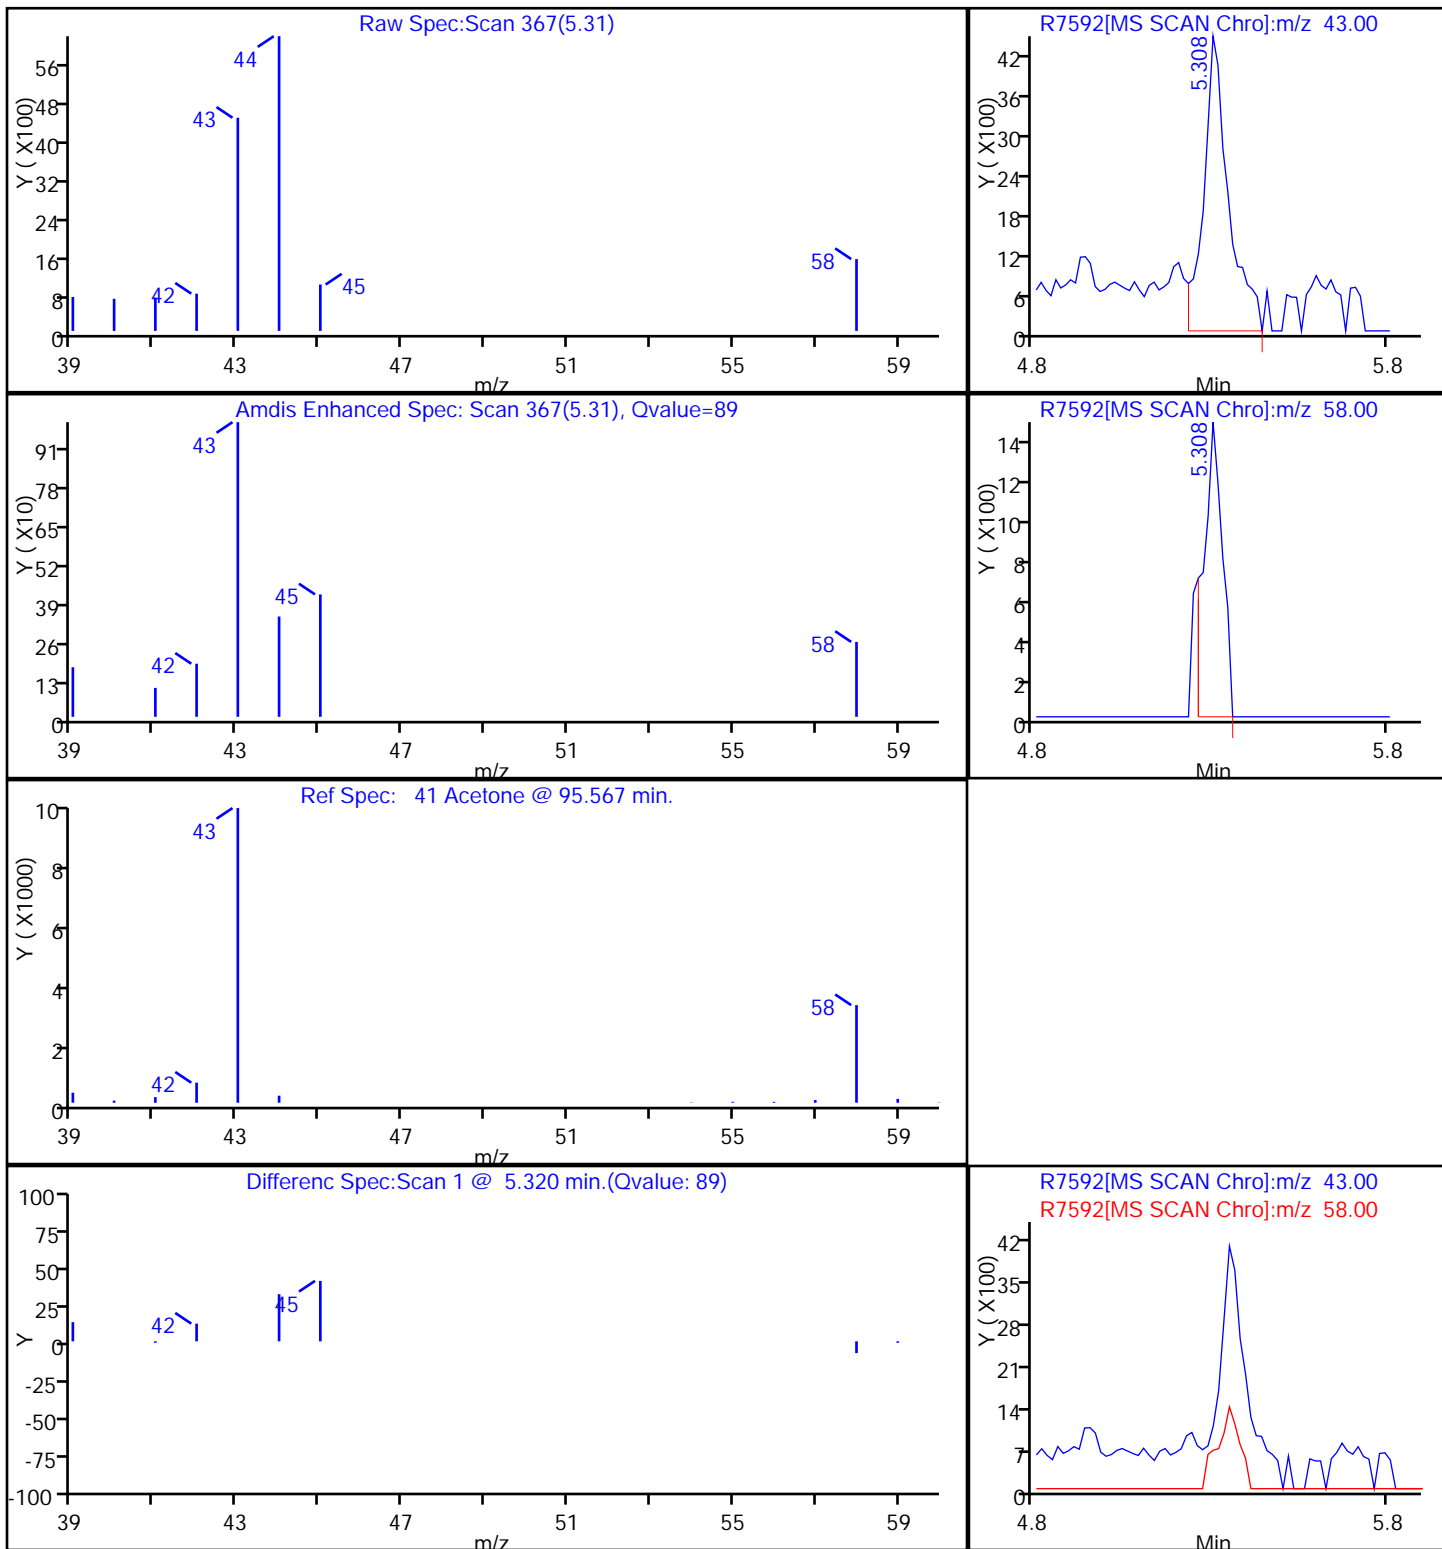 Raw Spec:Scan 367(5.31)
56
48
40
32
24
16
8
0
Y ( X100)
42
43
44
45
58
39 43 47 51 55 59
m/z
R7592[MS SCAN Chro]:m/z 43.00
42
36
30
24
18
12
6
0
Y ( X100)
5.308
4.8 5.8
Min
Amdis Enhanced Spec: Scan 367(5.31), Qvalue=89
91
78
65
52
39
26
13
0
Y ( X10)
42
43
45
58
39 43 47 51 55 59
m/z
R7592[MS SCAN Chro]:m/z 58.00
14
12
10
8
6
4
2
0
Y ( X100)
5.308
4.8 5.8
Min
Ref Spec: 41 Acetone @ 95.567 min.
10
8
6
4
2
0
Y ( X1000)
42
43
58
39 43 47 51 55 59
m/z
Differenc Spec:Scan 1 @ 5.320 min.(Qvalue: 89)
100
75
50
25
0
-25
-50
-75
-100
Y
42
45
39 43 47 51 55 59
m/z
R7592[MS SCAN Chro]:m/z 43.00
R7592[MS SCAN Chro]:m/z 58.00
42
35
28
21
14
7
0
Y ( X100)
4.8 5.8
Min